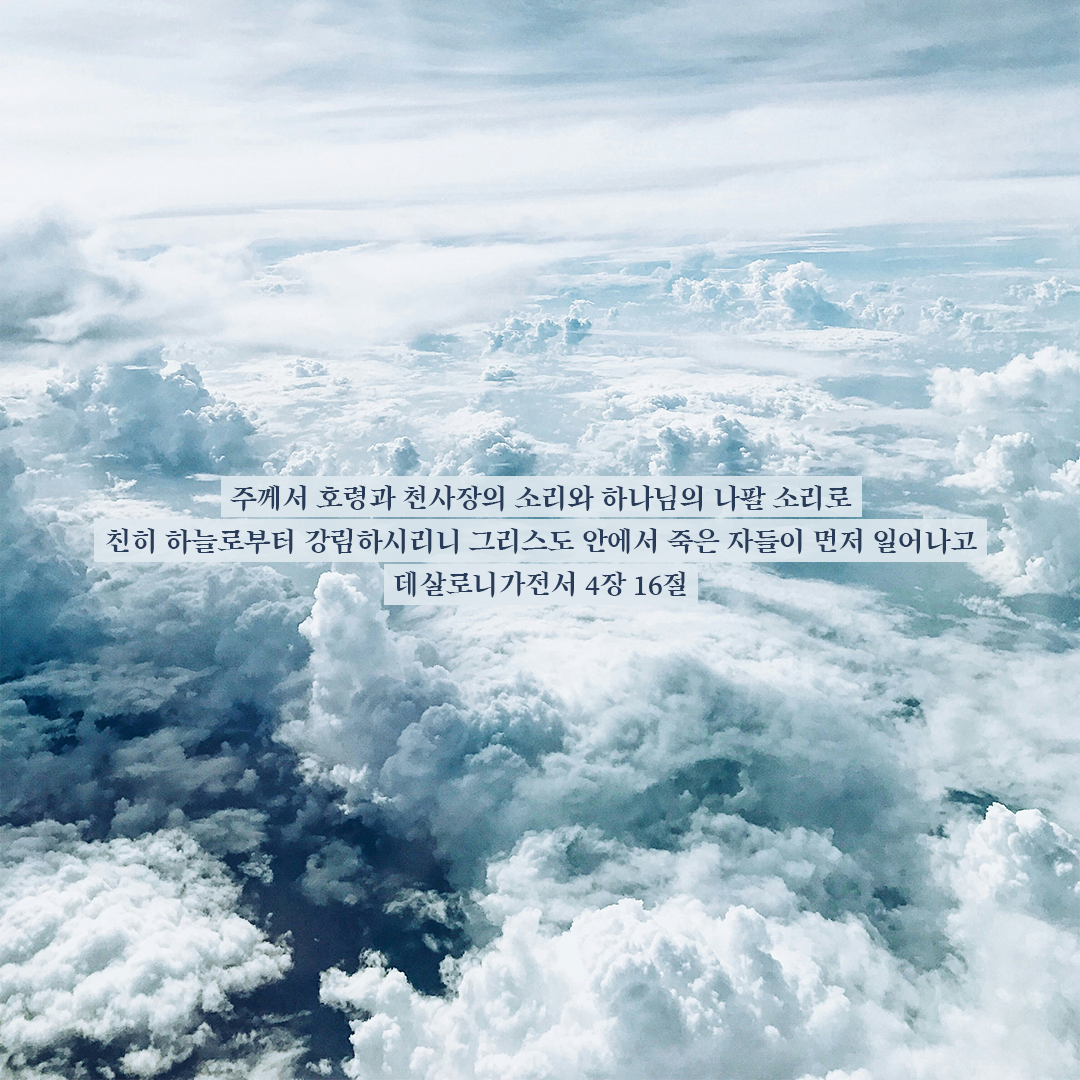 주께서 호령과 천사장의 소리와 하나님의 나팔 소리로
친히 하늘로부터 강림하시리니 그리스도 안에서 죽은 자들이 먼저 일어나고
데살로니가전서 4장 16절